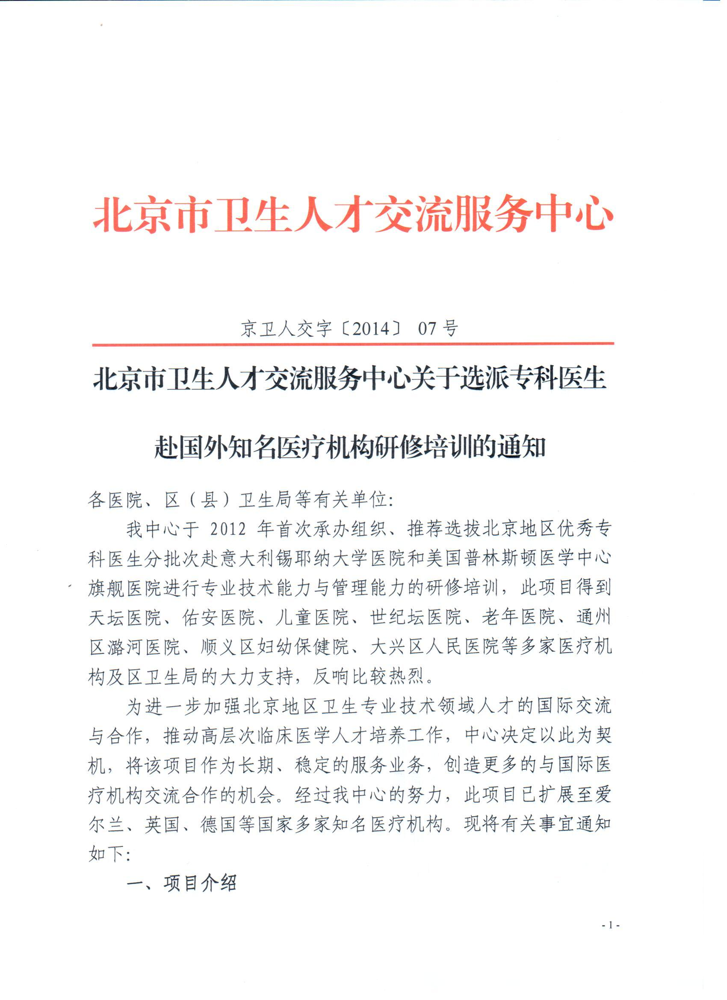 北京市卫生人才交流服务中心
京卫人交字〔2014〕 07 号
北京市卫生人才交流服务中心关于选派专科医生
赴国外知名医疗机构研修培训的通知
各医院、区（县）卫生局等有关单位：
我中心于 2012 年首次承办组织、推荐选拔北京地区优秀专
科医生分批次赴意大利锡耶纳大学医院和美国普林斯顿医学中心
旗舰医院进行专业技术能力与管理能力的研修培训，此项目得到
天坛医院、佑安医院、儿童医院、世纪坛医院、老年医院、通州
区潞河医院、顺义区妇幼保健院、大兴区人民医院等多家医疗机
构及区卫生局的大力支持，反响比较热烈。
为进一步加强北京地区卫生专业技术领域人才的国际交流
与合作，推动高层次临床医学人才培养工作，中心决定以此为契
机，将该项目作为长期、稳定的服务业务，创造更多的与国际医
疗机构交流合作的机会。经过我中心的努力，此项目已扩展至爱
尔兰、英国、德国等国家多家知名医疗机构。现将有关事宜通知
如下：
一、项目介绍
- 1 -